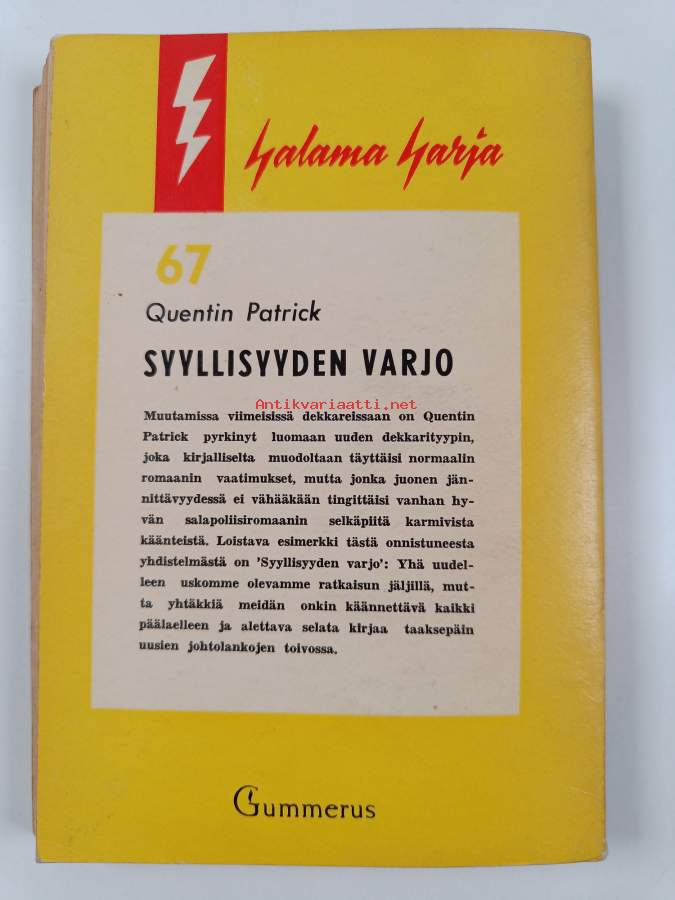 Salama Sarja
67
Quentin Patrick
SYYLLISYYDEN VARJO
Antikvariaatti.net
Muutamissa viimeisissä dekkareissaan on Quentin
Patrick pyrkinyt luomaan uuden dekkarityypin,
joka kirjalliselta muodoltaan täyttäisi normaalin
romaanin vaatimukset, mutta jonka juonen jän-
nittävyydessä ei vähääkään tingittäisi vanhan hy-
vän salapoliisiromaanin selkäpiitä karmivista
käänteistä. Loistava esimerkki tästä onnistuneesta
yhdistelmästä on 'Syyllisyyden varjo': Yhä uudel-
leen uskomme olevamme ratkaisun jäljillä, mut-
ta yhtäkkiä meidän onkin käännettävä kaikki
päälaelleen ja alettava selata kirjaa taaksepäin
uusien johtolankojen toivossa.
Gummerus